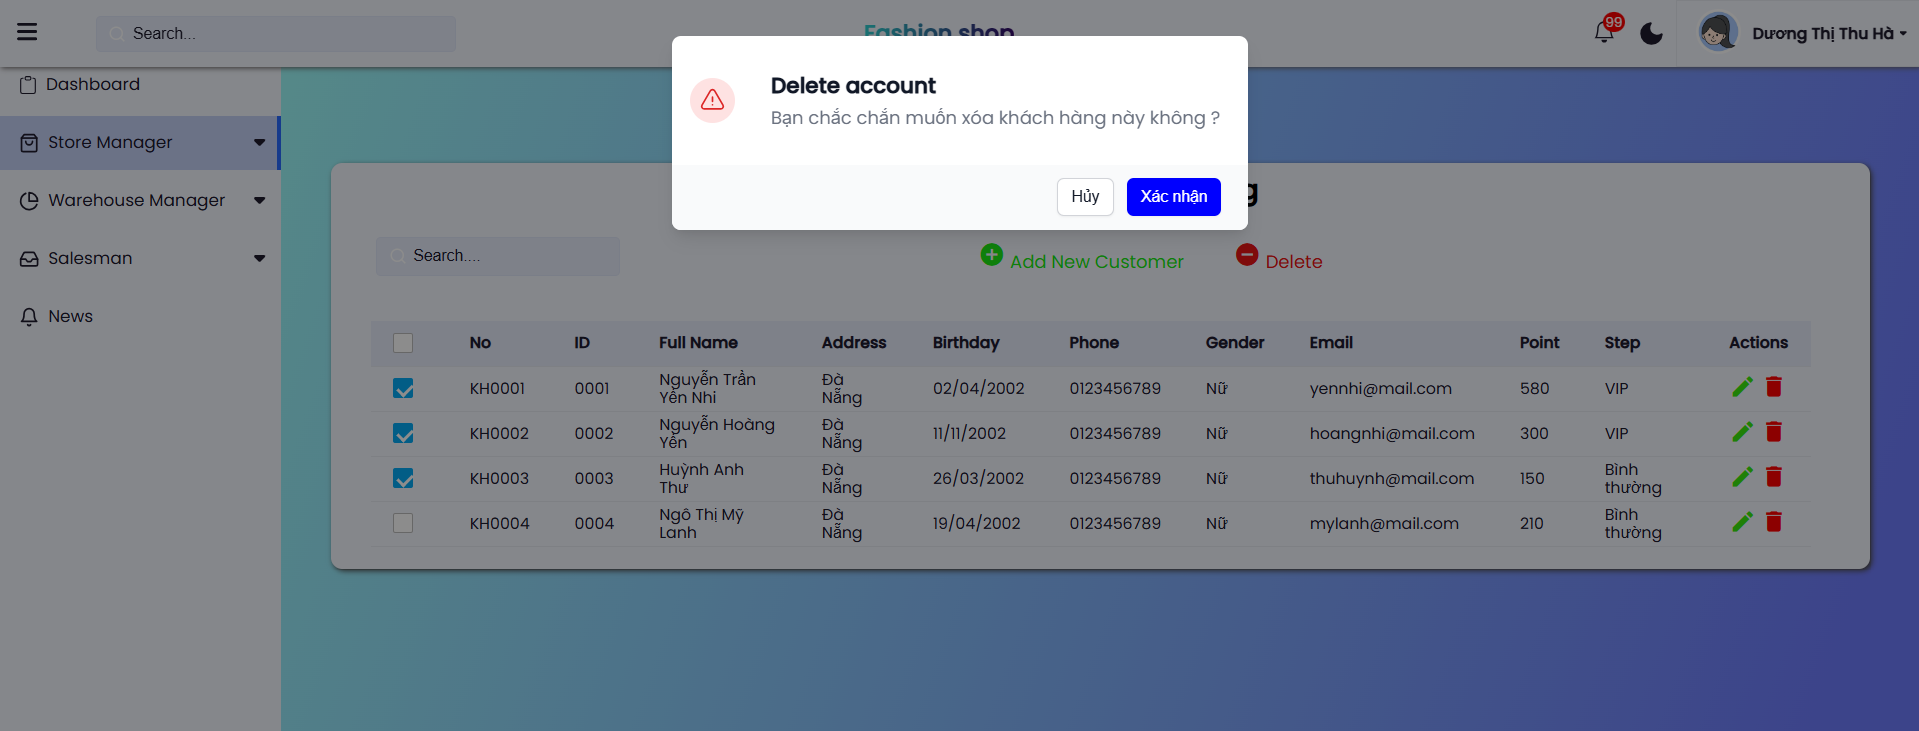 Search...
Fashion shop
99
Dương Thị Thu Hà
Dashboard
Store Manager
Warehouse Manager
Salesman
News
Delete account
Bạn chắc chắn muốn xóa khách hàng này không ?
Hủy
Xác nhận
Search....
Add New Customer
Delete
No ID Full Name Address Birthday Phone Gender Email Point Step Actions
KH0001 0001 Nguyễn Trần Yến Nhi Đà Nẵng 02/04/2002 0123456789 Nữ yennhi@mail.com 580 VIP
KH0002 0002 Nguyễn Hoàng Yến Đà Nẵng 11/11/2002 0123456789 Nữ hoangnhi@mail.com 300 VIP
KH0003 0003 Huỳnh Anh Thư Đà Nẵng 26/03/2002 0123456789 Nữ thuhuynh@mail.com 150 Bình thường
KH0004 0004 Ngô Thị Mỹ Lanh Đà Nẵng 19/04/2002 0123456789 Nữ mylanh@mail.com 210 Bình thường